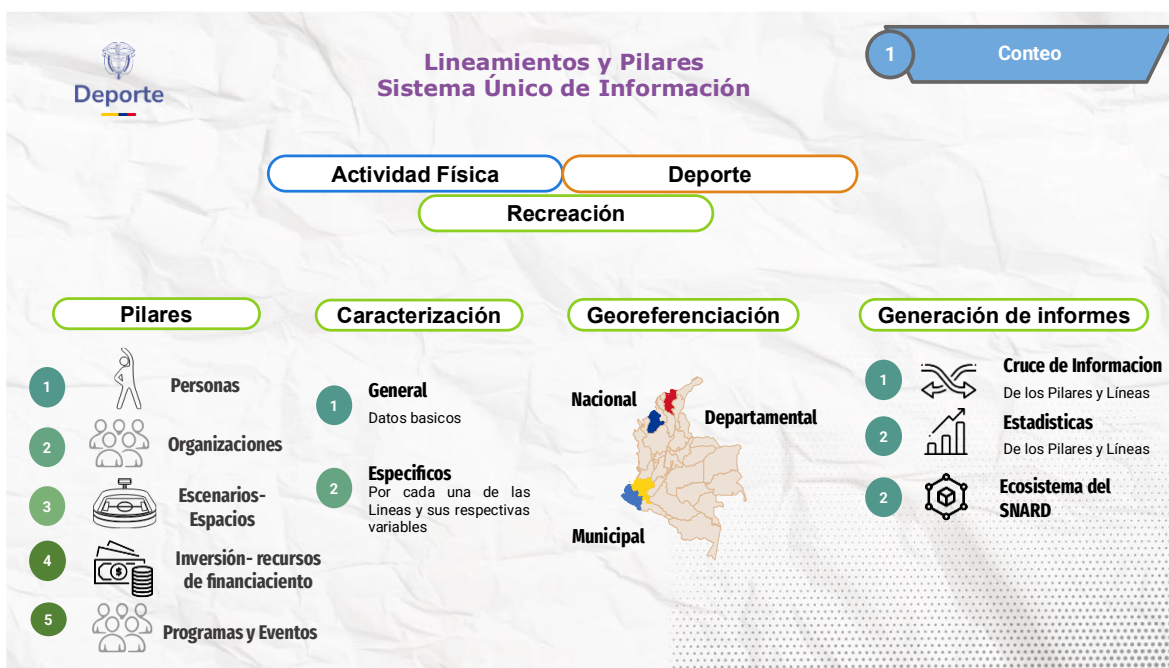 Deporte
Lineamientos y Pilares
Sistema Único de Información
1
Conteo
Actividad Física
Deporte
Recreación
Pilares
1
Personas
2
Organizaciones
3
Escenarios-
Espacios
4
Inversión- recursos
de financiaciento
5
Programas y Eventos
Caracterización
1
General
Datos basicos
2
Especificos
Por cada una de las
Lineas y sus respectivas
variables
Georeferenciación
Nacional
Departamental
Municipal
Generación de informes
1
Cruce de Informacion
De los Pilares y Líneas
2
Estadisticas
De los Pilares y Líneas
2
Ecosistema del
SNARD